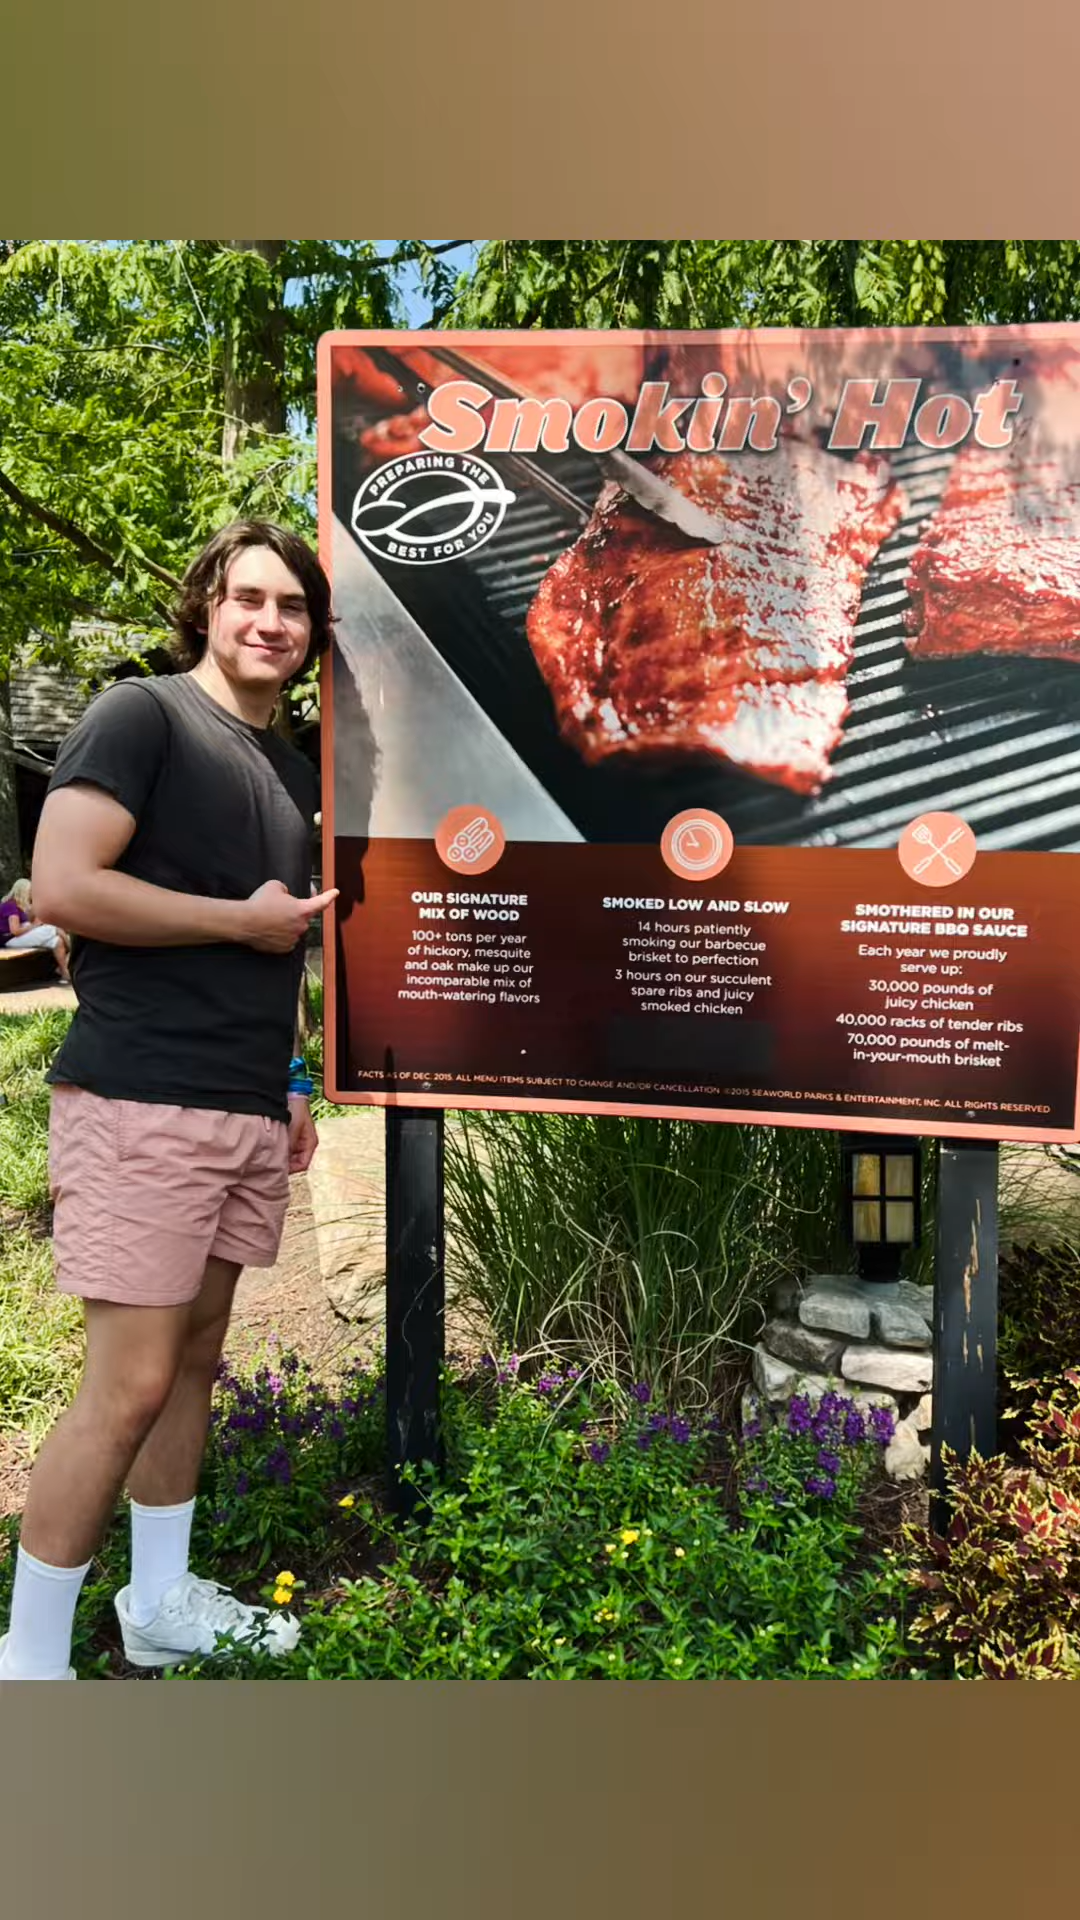 Smokin' Hot
PREPARING THE
BEST FOR YOU
OUR SIGNATURE
MIX OF WOOD
100+ tons per year
of hickory, mesquite
and oak make up our
incomparable mix of
mouth-watering flavors
SMOKED LOW AND SLOW
14 hours patiently
smoking our barbecue
brisket to perfection
3 hours on our succulent
spare ribs and juicy
smoked chicken
SMOTHERED IN OUR
SIGNATURE BBQ SAUCE
Each year we proudly
serve up:
30,000 pounds of
juicy chicken
40,000 racks of tender ribs
70,000 pounds of melt-
in-your-mouth brisket
FACTS AS OF DEC. 2015. ALL MENU ITEMS SUBJECT TO CHANGE AND/OR CANCELLATION. ©2015 SEAWORLD PARKS & ENTERTAINMENT, INC. ALL RIGHTS RESERVED